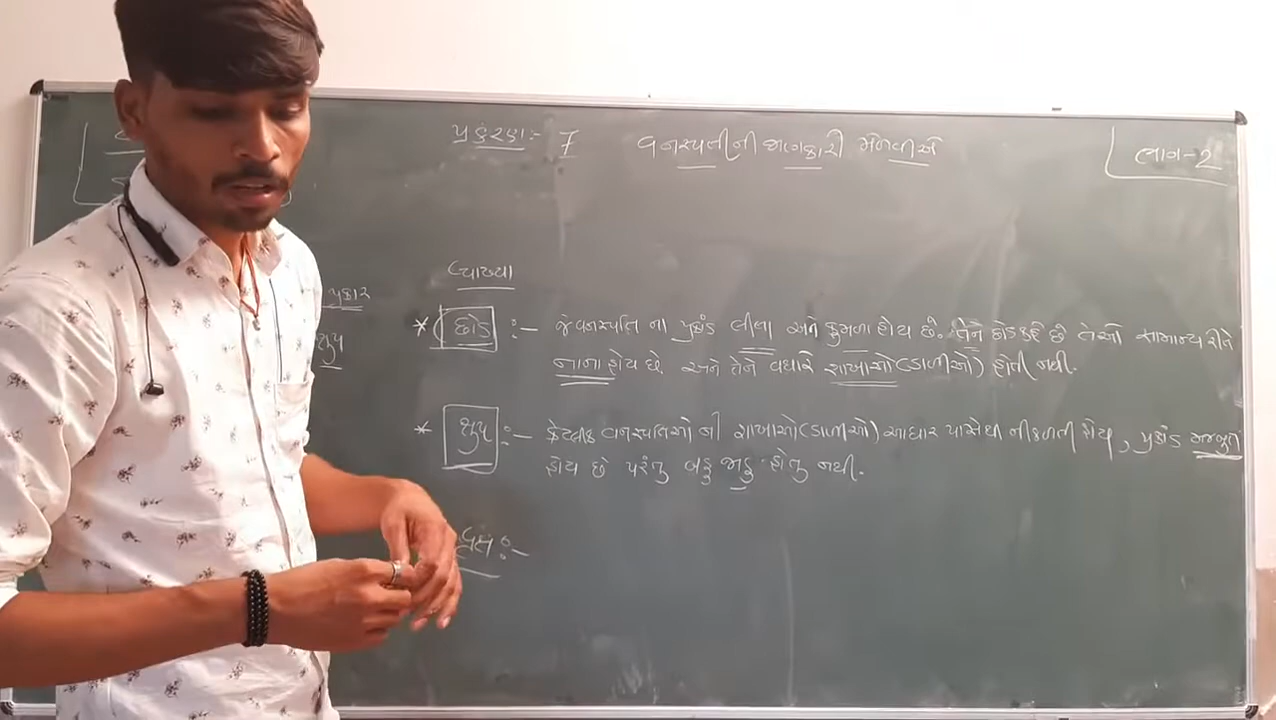 પ્રકરણ:- 7 વનસ્પતીની જાણકારી મેળવીએ
ભાગ-2
વ્યાખ્યા
પ્રકાર
ક્ષુપ
* છોડ :- જે વનસ્પતિ ના પ્રકાંડ લીલા અને કુમળા હોય છે. તેને છોડ કહે છે તેઓ સામાન્ય રીતે
નાના હોય છે. અને તેને વધારે શાખાઓ(ડાળીઓ) હોતી નથી.
* ક્ષુપ :- કેટલીક વનસ્પતિઓ ની શાખાઓ(ડાળીઓ) આધાર પાસેથી નીકળતી હોય, પ્રકાંડ મજબુત
હોય છે પરંતુ બહુ જાડુ હોતુ નથી.
વૃક્ષ :-